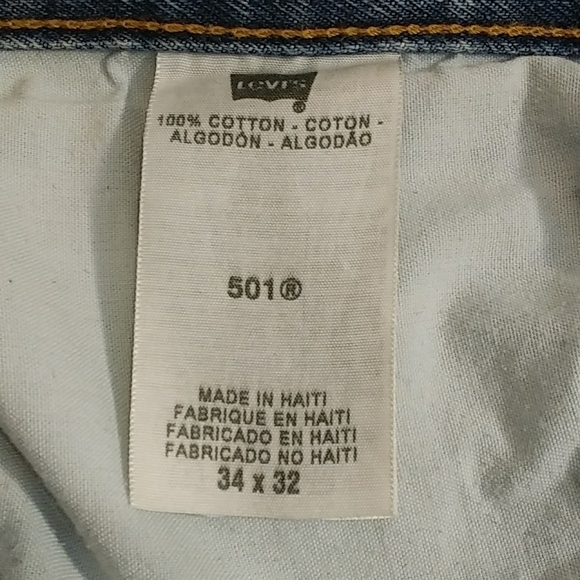 LEVI'S
®
100% COTTON - COTON -
ALGODÓN - ALGODÃO
501®
MADE IN HAITI
FABRIQUE EN HAITI
FABRICADO EN HAITI
FABRICADO NO HAITI
34 x 32